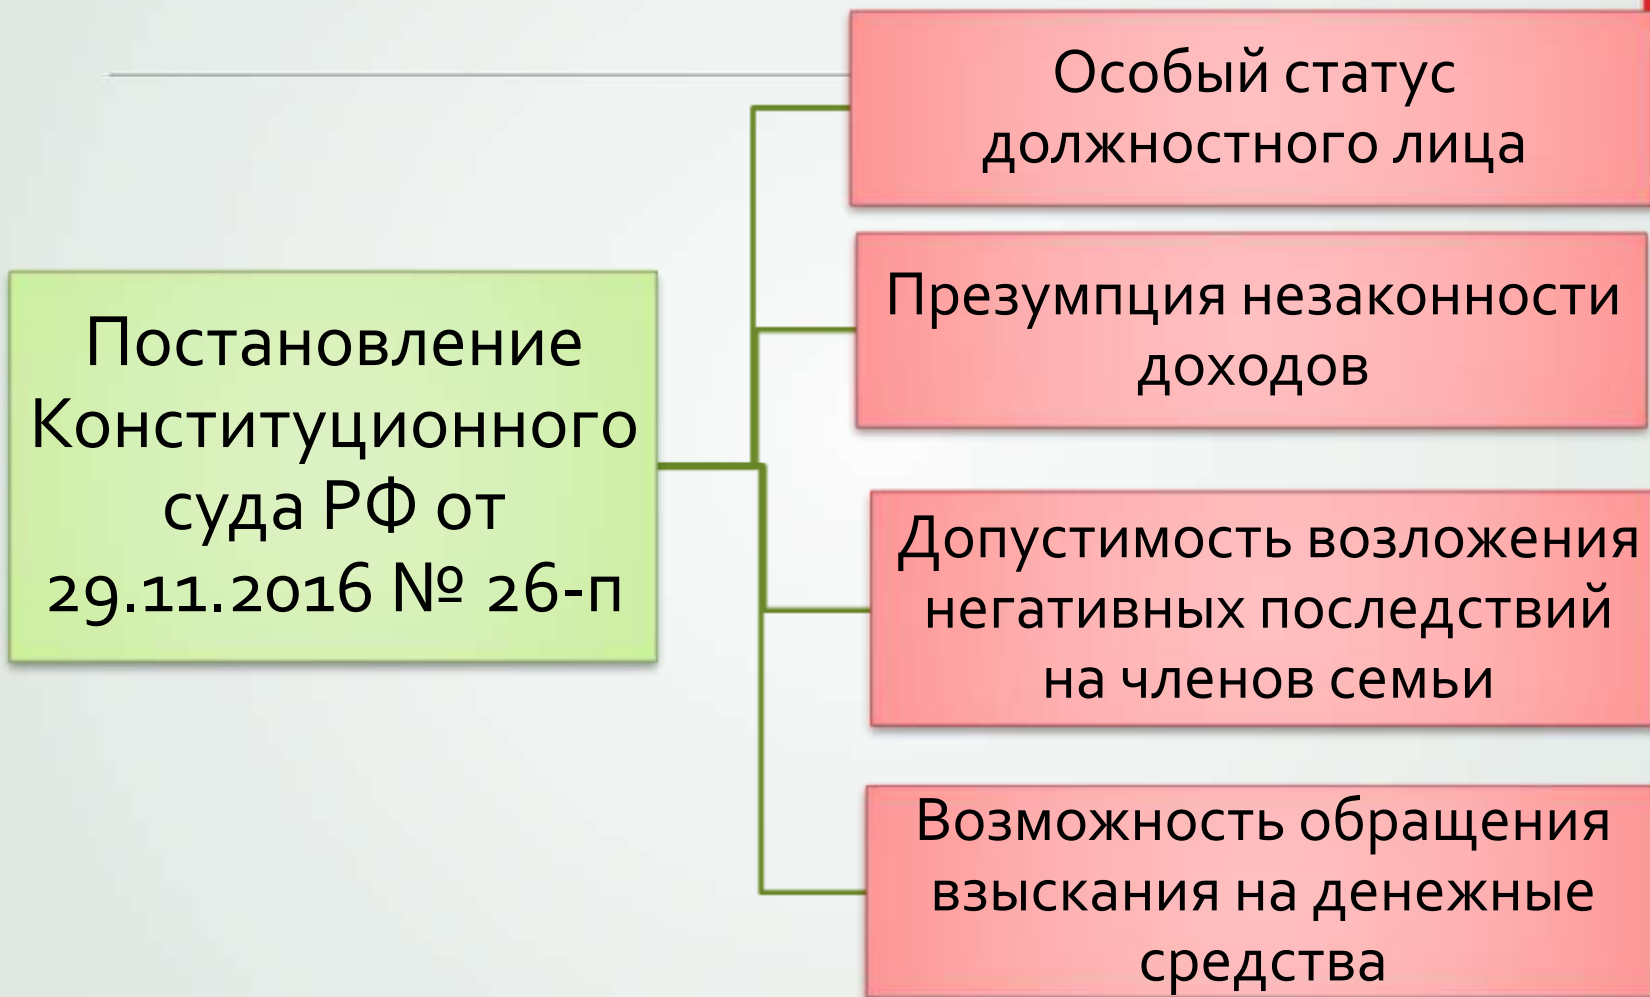 Постановление
Конституционного
суда РФ от
29.11.2016 № 26-п
Особый статус
должностного лица
Презумпция незаконности
доходов
Допустимость возложения
негативных последствий
на членов семьи
Возможность обращения
взыскания на денежные
средства